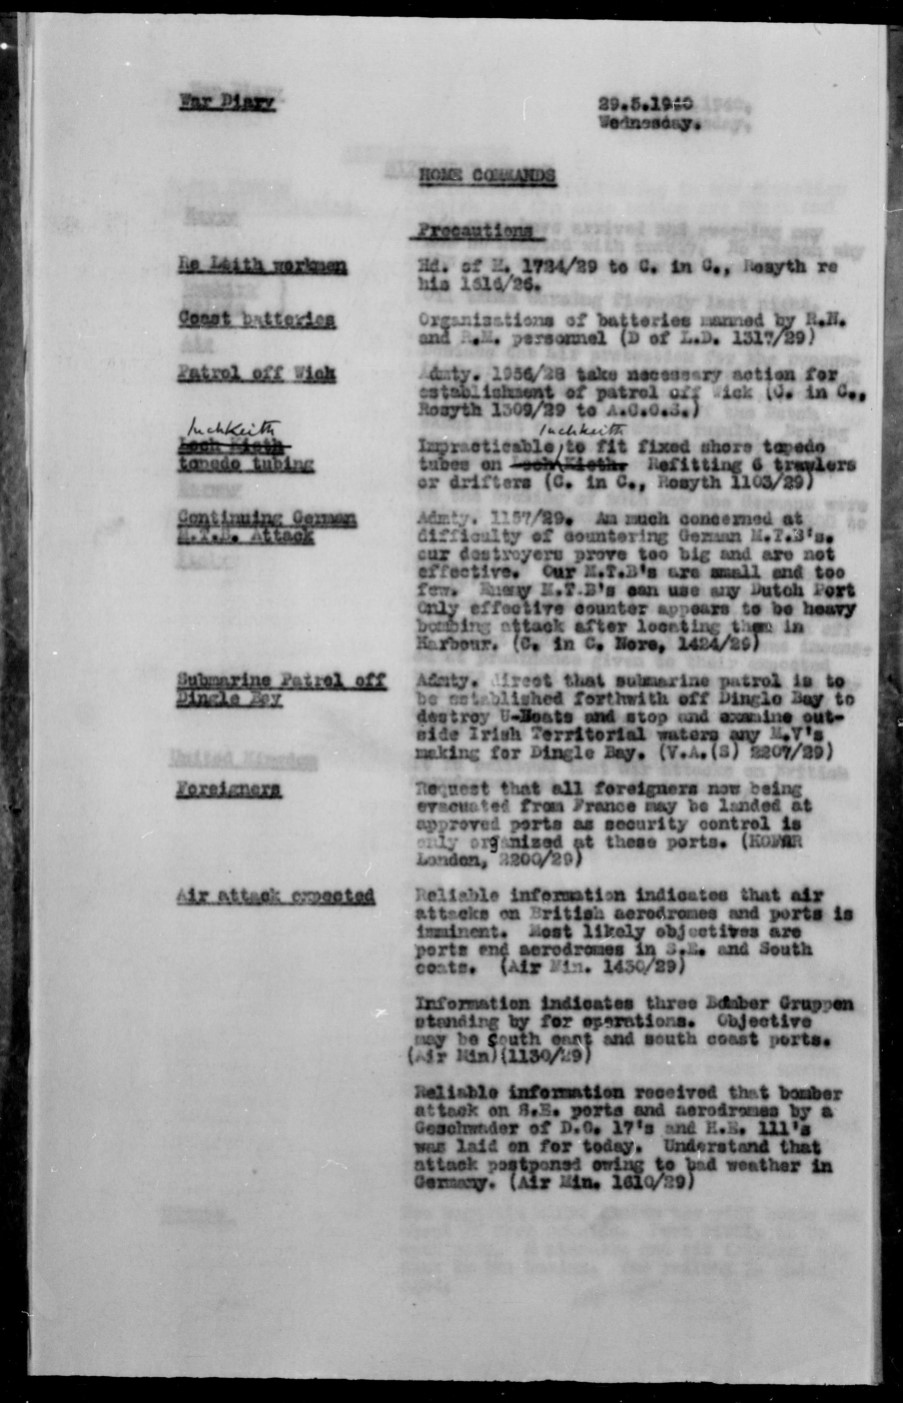 War Diary
29.5.1940
Wednesday.
HOME COMMANDS
Precautions
Re Leith workmen
Hd. of M. 1724/29 to C. in C., Rosyth re
his 1616/26.
Coast batteries
Organisations of batteries manned by R.N.
and R.M. personnel (D of L.D. 1317/29)
Patrol off Wick
Admty. 1956/28 take necessary action for
establishment of patrol off Wick (C. in C.,
Rosyth 1309/29 to A.C.O.S.)
Inchkeith
Loch Kieth
topedo tubing
Inchkeith
Impracticable to fit fixed shore topedo
tubes on Loch Kieth. Refitting 6 trawlers
or drifters (C. in C., Rosyth 1103/29)
Continuing German
M.T.B. Attack
Admty. 1157/29. Am much concerned at
difficulty of countering German M.T.B's.
our destroyers prove too big and are not
effective. Our M.T.B's are small and too
few. Enemy M.T.B's can use any Dutch Port
Only effective counter appears to be heavy
bombing attack after locating them in
Harbour. (C. in C. Nore, 1424/29)
Submarine Patrol off
Dingle Bay
Admty. direct that submarine patrol is to
be established forthwith off Dingle Bay to
destroy U-Boats and stop and examine out-
side Irish Territorial waters any M.V's
making for Dingle Bay. (V.A.(S) 2207/29)
Foreigners
Request that all foreigners now being
evacuated from France may be landed at
approved ports as security control is
only organised at these ports. (
London, 2200/29)
Air attack expected
Reliable information indicates that air
attacks on British aerodromes and ports is
imminent. Most likely objectives are
ports and aerodromes in S.E. and South
coats. (Air Min. 1430/29)
Information indicates three Bomber Gruppen
standing by for operations. Objective
may be south east and south coast ports.
(Air Min)(1130/29)
Reliable information received that bomber
attack on S.E. ports and aerodromes by a
Geschwader of D.O. 17's and H.E. 111's
was laid on for today. Understand that
attack postponed owing to bad weather in
Germany. (Air Min. 1610/29)